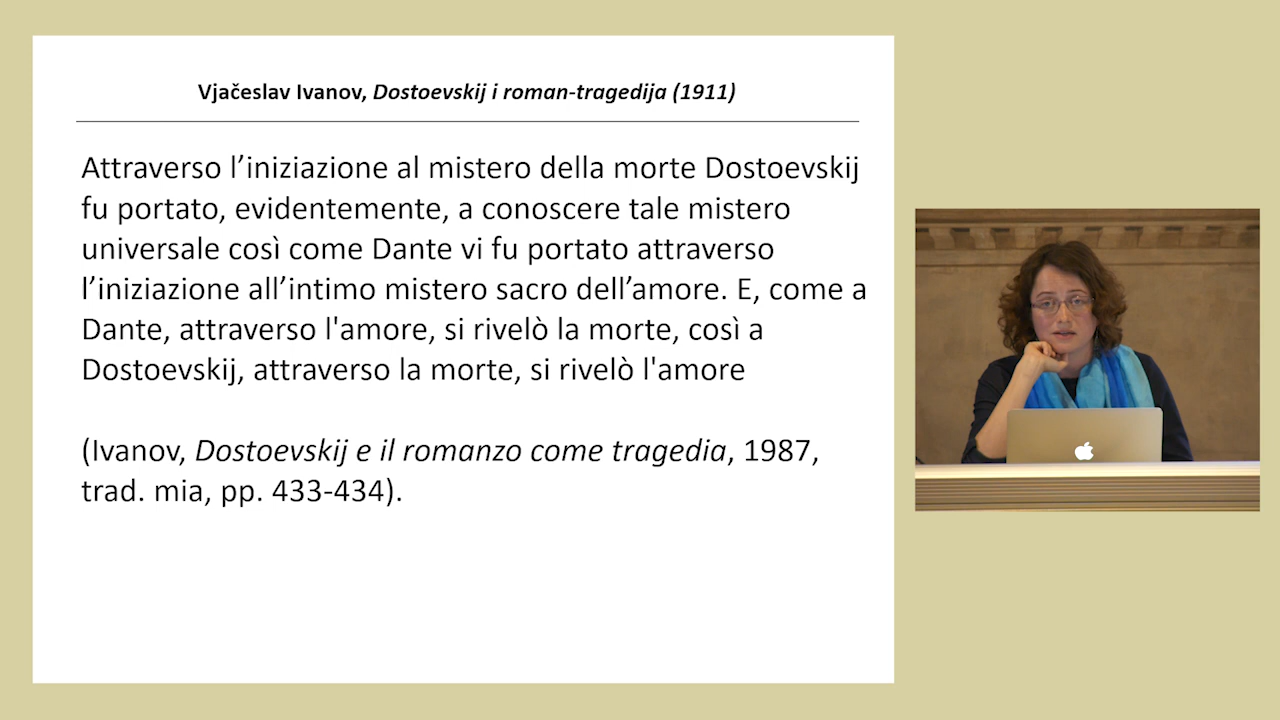 Vjačeslav Ivanov, Dostoevskij i roman-tragedija (1911)
Attraverso l’iniziazione al mistero della morte Dostoevskij
fu portato, evidentemente, a conoscere tale mistero
universale così come Dante vi fu portato attraverso
l’iniziazione all’intimo mistero sacro dell’amore. E, come a
Dante, attraverso l'amore, si rivelò la morte, così a
Dostoevskij, attraverso la morte, si rivelò l'amore
(Ivanov, Dostoevskij e il romanzo come tragedia, 1987,
trad. mia, pp. 433-434).